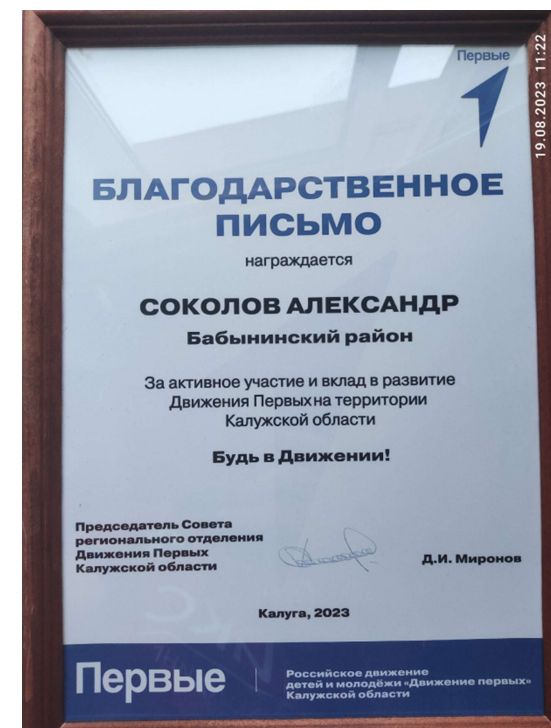 Первые
19.08.2023 11:22
БЛАГОДАРСТВЕННОЕ
ПИСЬМО
награждается
СОКОЛОВ АЛЕКСАНДР
Бабынинский район
За активное участие и вклад в развитие
Движения Первыхна территории
Калужской области
Будь в Движении!
Председатель Совета
регионального отделения
Движения Первых
Калужской области
Д.И. Миронов
Калуга, 2023
Первые
Российское движение
детей и молодёжи «Движение первых»
Калужской области